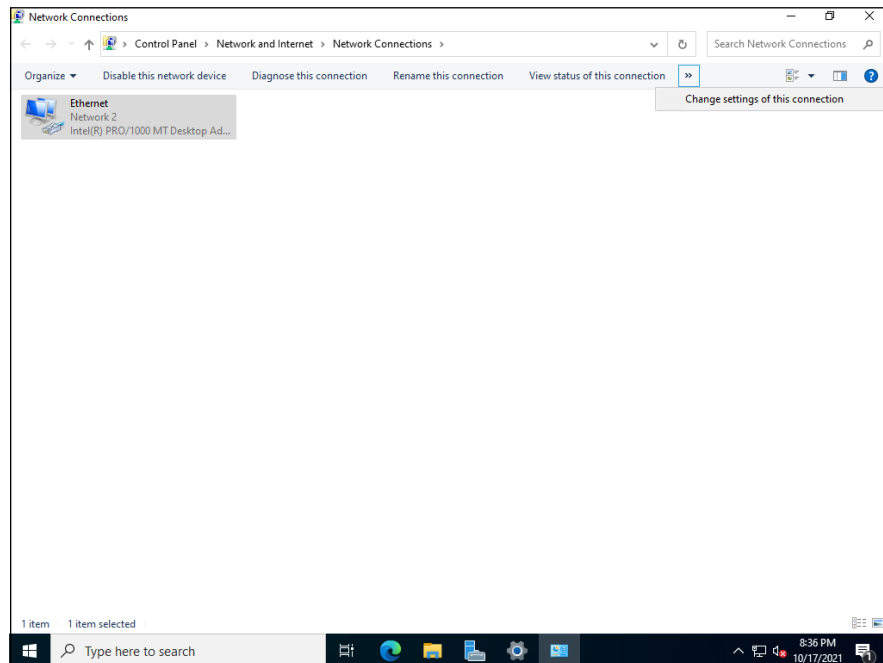 Network Connections
Control Panel > Network and Internet > Network Connections >
Search Network Connections
Organize Disable this network device Diagnose this connection Rename this connection View status of this connection »
Change settings of this connection
Ethernet
Network 2
Intel(R) PRO/1000 MT Desktop Ad...
1 item 1 item selected
Type here to search
8:36 PM
10/17/2021
1